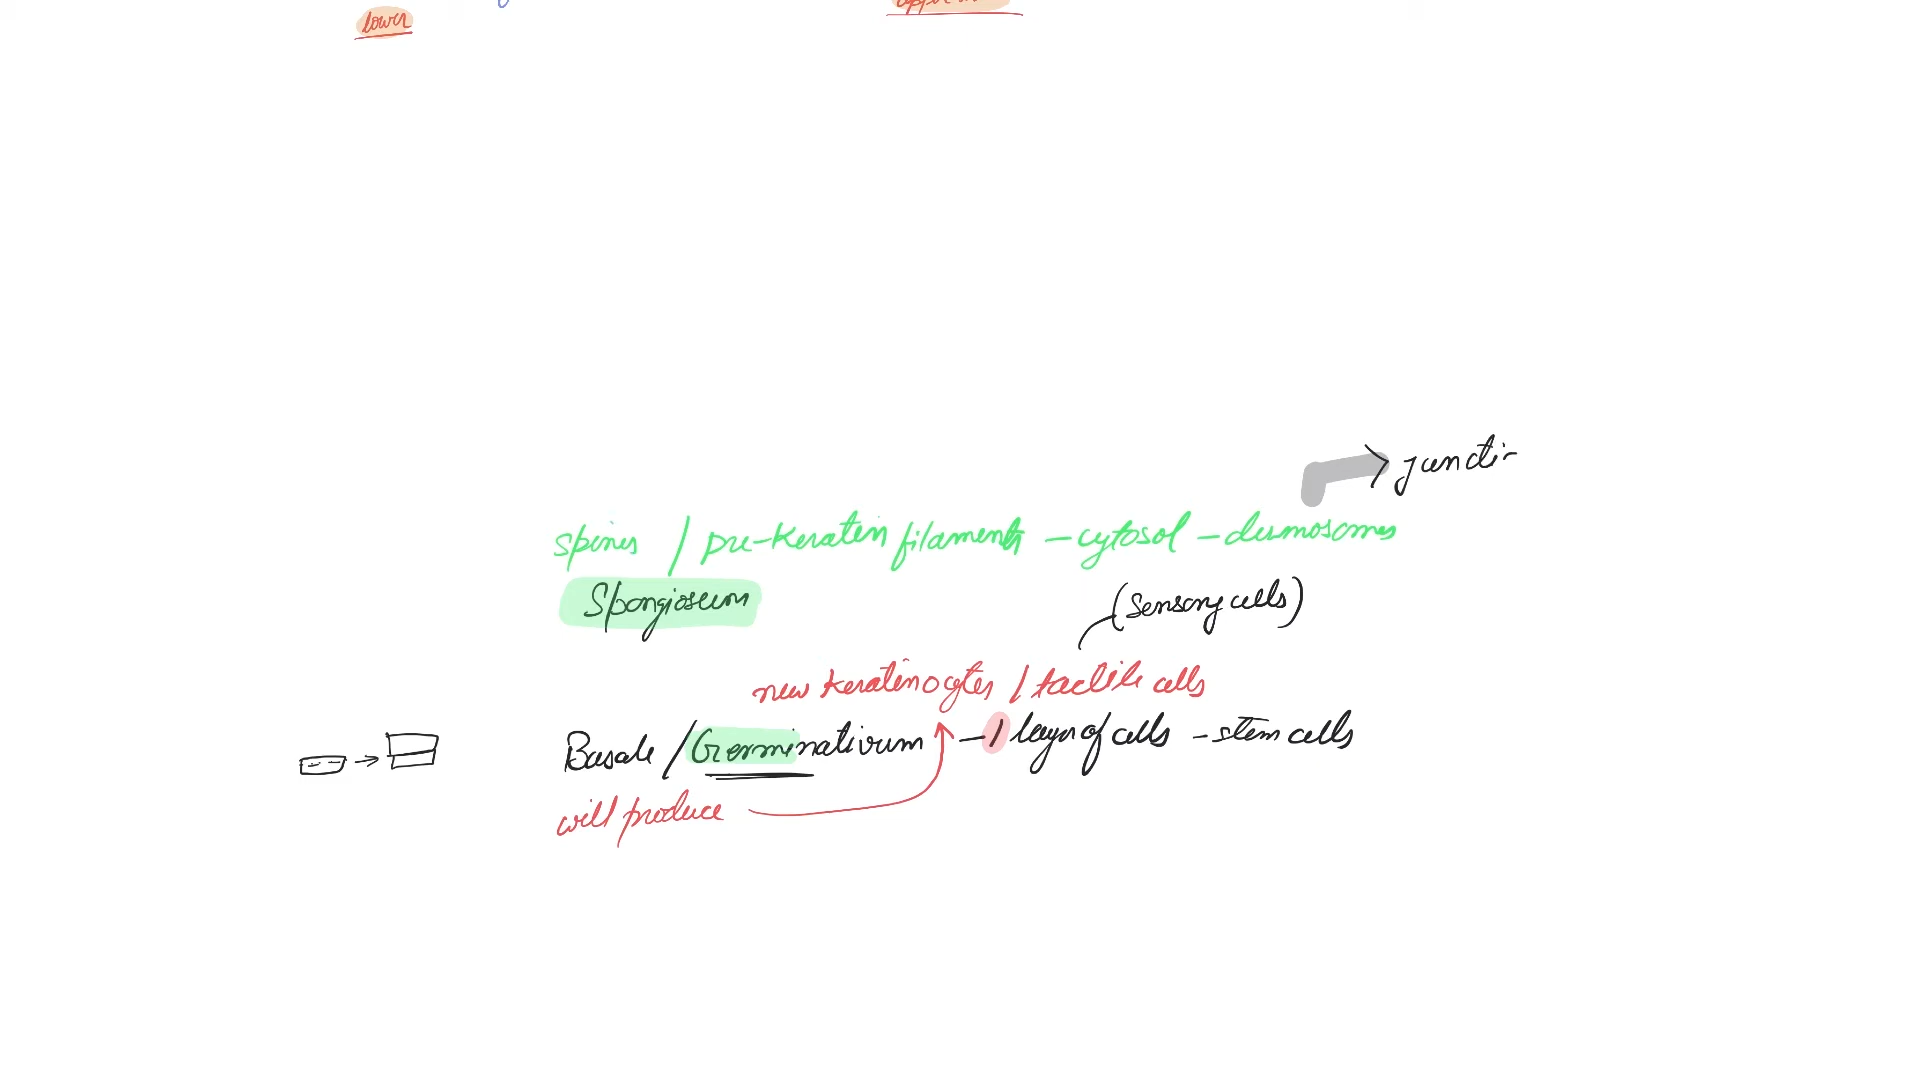 lower
juncti-
spines / pre-keratin filaments - cytosol - desmosomes
Spongiosum
(sensory cells)
new keratinocytes / tactile cells
Basale / Germinativum - 1 layer of cells - stem cells
will produce